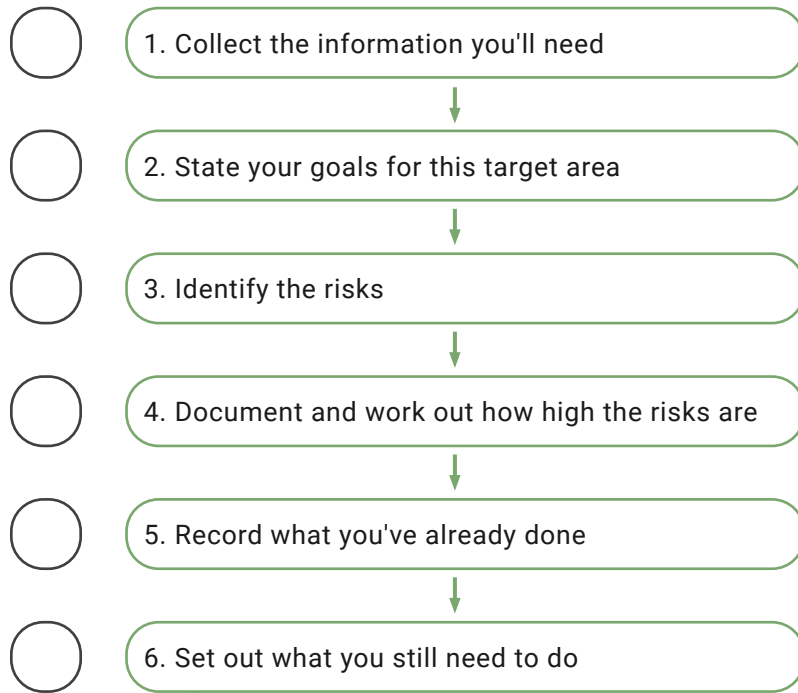 1. Collect the information you'll need
2. State your goals for this target area
3. Identify the risks
4. Document and work out how high the risks are
5. Record what you've already done
6. Set out what you still need to do